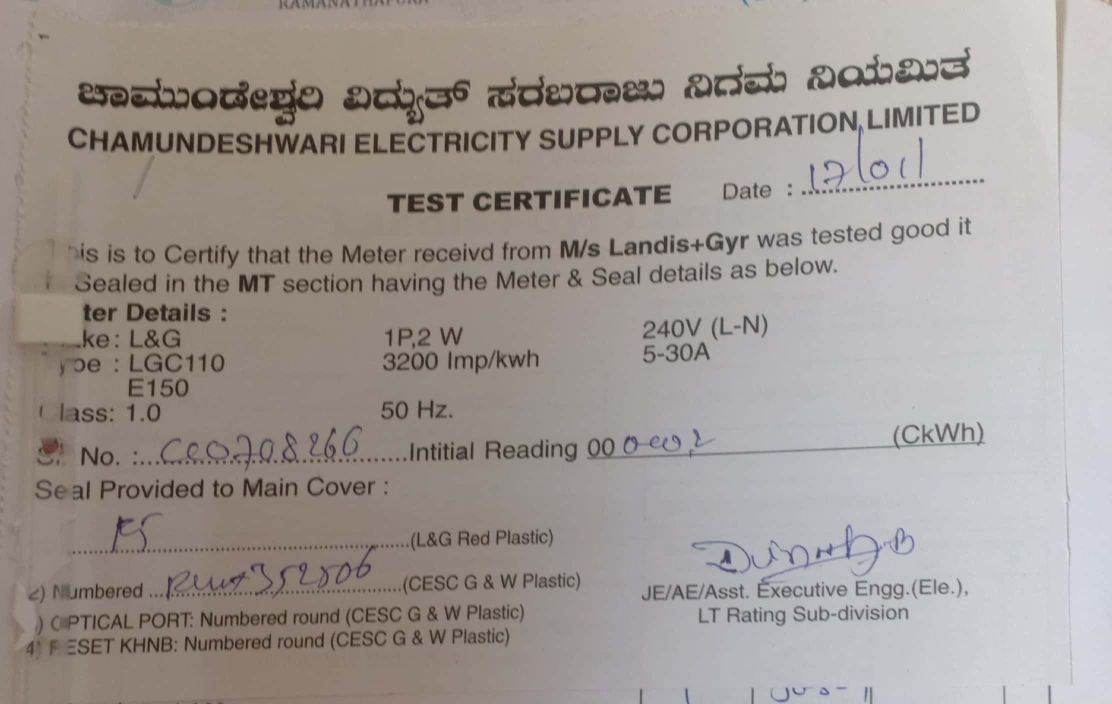 RAMANATHAPURA
ಚಾಮುಂಡೇಶ್ವರಿ ವಿದ್ಯುತ್ ಸರಬರಾಜು ನಿಗಮ ನಿಯಮಿತ
CHAMUNDESHWARI ELECTRICITY SUPPLY CORPORATION LIMITED
TEST CERTIFICATE Date : 17/01/
is is to Certify that the Meter receivd from M/s Landis+Gyr was tested good it
Sealed in the MT section having the Meter & Seal details as below.
ter Details :
ke : L&G 1P,2 W 240V (L-N)
pe : LGC110 3200 Imp/kwh 5-30A
E150
lass: 1.0 50 Hz.
Sl. No. : Intitial Reading 00 (CkWh)
Seal Provided to Main Cover :
(L&G Red Plastic)
2) Numbered (CESC G & W Plastic)
) OPTICAL PORT: Numbered round (CESC G & W Plastic)
4) RESET KHNB: Numbered round (CESC G & W Plastic)
JE/AE/Asst. Executive Engg.(Ele.),
LT Rating Sub-division